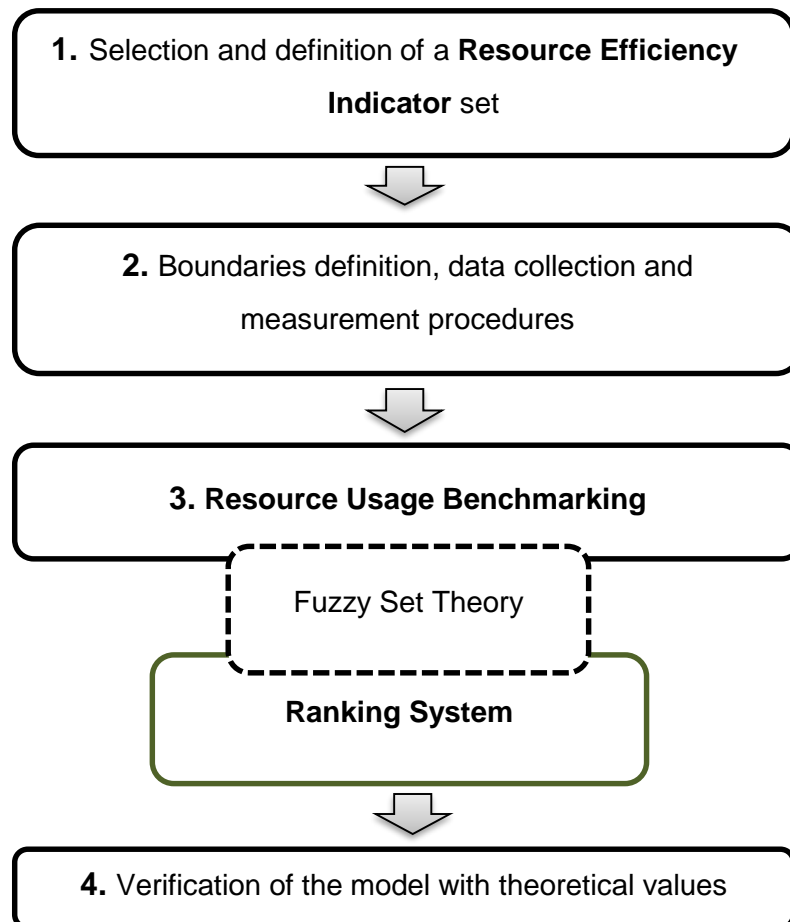 1. Selection and definition of a Resource Efficiency
Indicator set
2. Boundaries definition, data collection and
measurement procedures
3. Resource Usage Benchmarking
Fuzzy Set Theory
Ranking System
4. Verification of the model with theoretical values